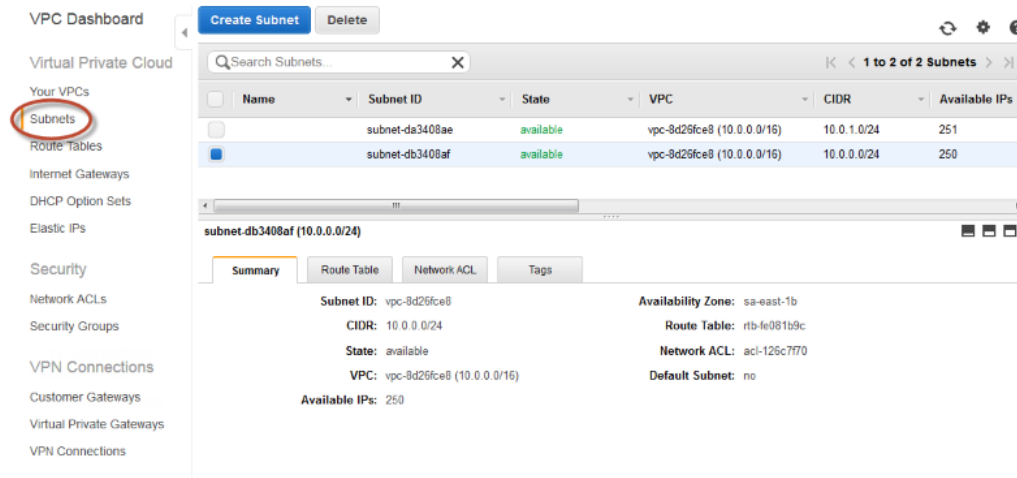 VPC Dashboard
Virtual Private Cloud
Your VPCs
Subnets
Route Tables
Internet Gateways
DHCP Option Sets
Elastic IPs
Security
Network ACLs
Security Groups
VPN Connections
Customer Gateways
Virtual Private Gateways
VPN Connections
Create Subnet Delete
Search Subnets... X |< < 1 to 2 of 2 Subnets > >|
Name Subnet ID State VPC CIDR Available IPs
subnet-da3408ae available vpc-8d26fce8 (10.0.0.0/16) 10.0.1.0/24 251
subnet-db3408af available vpc-8d26fce8 (10.0.0.0/16) 10.0.0.0/24 250
subnet-db3408af (10.0.0.0/24)
Summary Route Table Network ACL Tags
Subnet ID: vpc-8d26fce8 Availability Zone: sa-east-1b
CIDR: 10.0.0.0/24 Route Table: rtb-fe081b9c
State: available Network ACL: acl-126c7f70
VPC: vpc-8d26fce8 (10.0.0.0/16) Default Subnet: no
Available IPs: 250